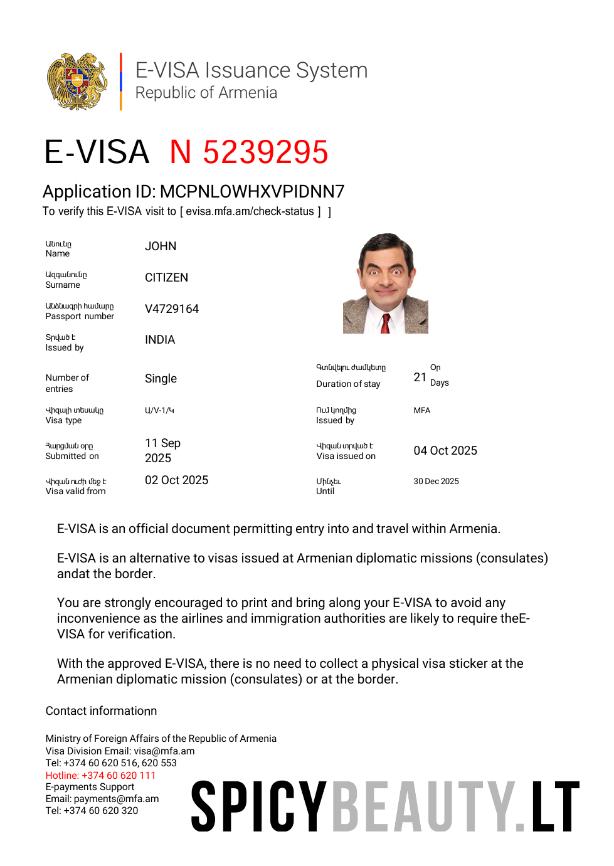 E-VISA Issuance System
Republic of Armenia
E-VISA N 5239295
Application ID: MCPNLOWHXVPIDNN7
To verify this E-VISA visit to [ evisa.mfa.am/check-status ] ]
Անունը
Name
JOHN
Ազգանունը
Surname
CITIZEN
Անձնագրի համարը
Passport number
V4729164
Տրված է
Issued by
INDIA
Number of
entries
Single
Գտնվելու ժամկետը
Duration of stay
21
Օր
Days
Վիզայի տեսակը
Visa type
Ա/V-1/Կ
Ում կողմից
Issued by
MFA
Հարցման օրը
Submitted on
11 Sep
2025
Վիզան տրված է
Visa issued on
04 Oct 2025
Վիզան ուժի մեջ է
Visa valid from
02 Oct 2025
Մինչեւ
Until
30 Dec 2025
E-VISA is an official document permitting entry into and travel within Armenia.
E-VISA is an alternative to visas issued at Armenian diplomatic missions (consulates)
andat the border.
You are strongly encouraged to print and bring along your E-VISA to avoid any
inconvenience as the airlines and immigration authorities are likely to require theE-
VISA for verification.
With the approved E-VISA, there is no need to collect a physical visa sticker at the
Armenian diplomatic mission (consulates) or at the border.
Contact informationn
Ministry of Foreign Affairs of the Republic of Armenia
Visa Division Email: visa@mfa.am
Tel: +374 60 620 516, 620 553
Hotline: +374 60 620 111
E-payments Support
Email: payments@mfa.am
Tel: +374 60 620 320
SPICYBEAUTY.LT